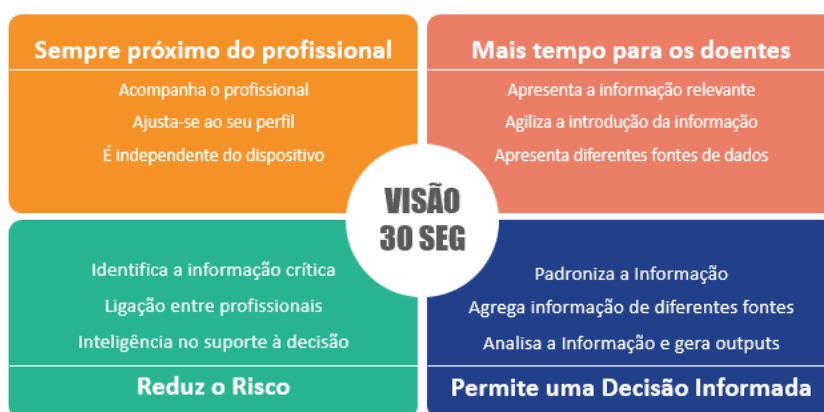 Sempre próximo do profissional
Acompanha o profissional
Ajusta-se ao seu perfil
É independente do dispositivo
Mais tempo para os doentes
Apresenta a informação relevante
Agiliza a introdução da informação
Apresenta diferentes fontes de dados
VISÃO
30 SEG
Identifica a informação crítica
Ligação entre profissionais
Inteligência no suporte à decisão
Reduz o Risco
Padroniza a Informação
Agrega informação de diferentes fontes
Analisa a Informação e gera outputs
Permite uma Decisão Informada